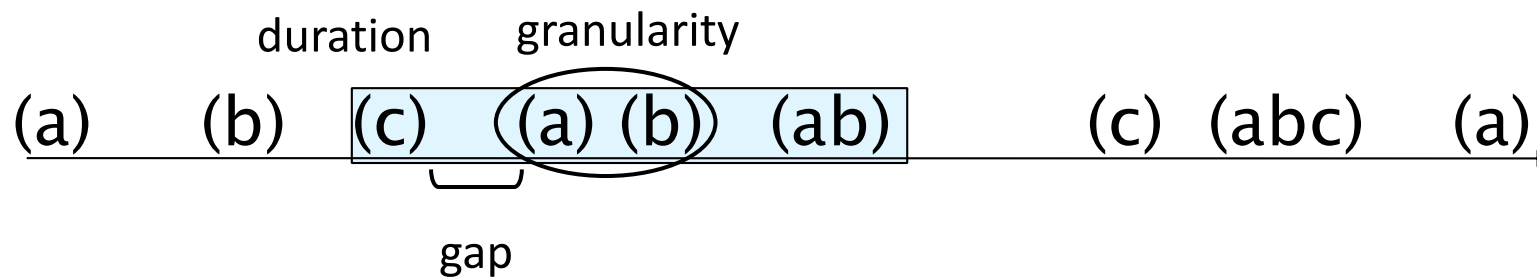 duration granularity
(a) (b) (c) (a) (b) (ab) (c) (abc) (a)
gap